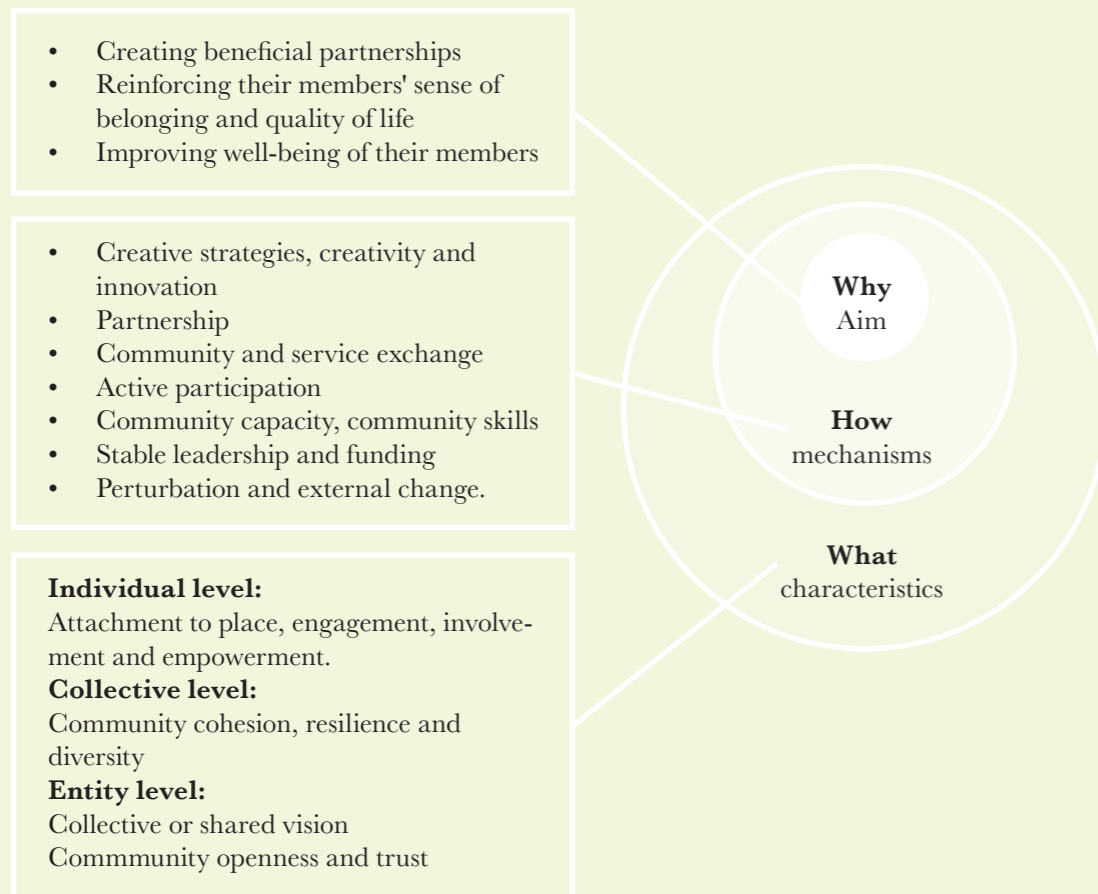 • Creating beneficial partnerships
• Reinforcing their members' sense of
belonging and quality of life
• Improving well-being of their members
• Creative strategies, creativity and
innovation
• Partnership
• Community and service exchange
• Active participation
• Community capacity, community skills
• Stable leadership and funding
• Perturbation and external change.
Individual level:
Attachment to place, engagement, involve-
ment and empowerment.
Collective level:
Community cohesion, resilience and
diversity
Entity level:
Collective or shared vision
Commmunity openness and trust
Why
Aim
How
mechanisms
What
characteristics